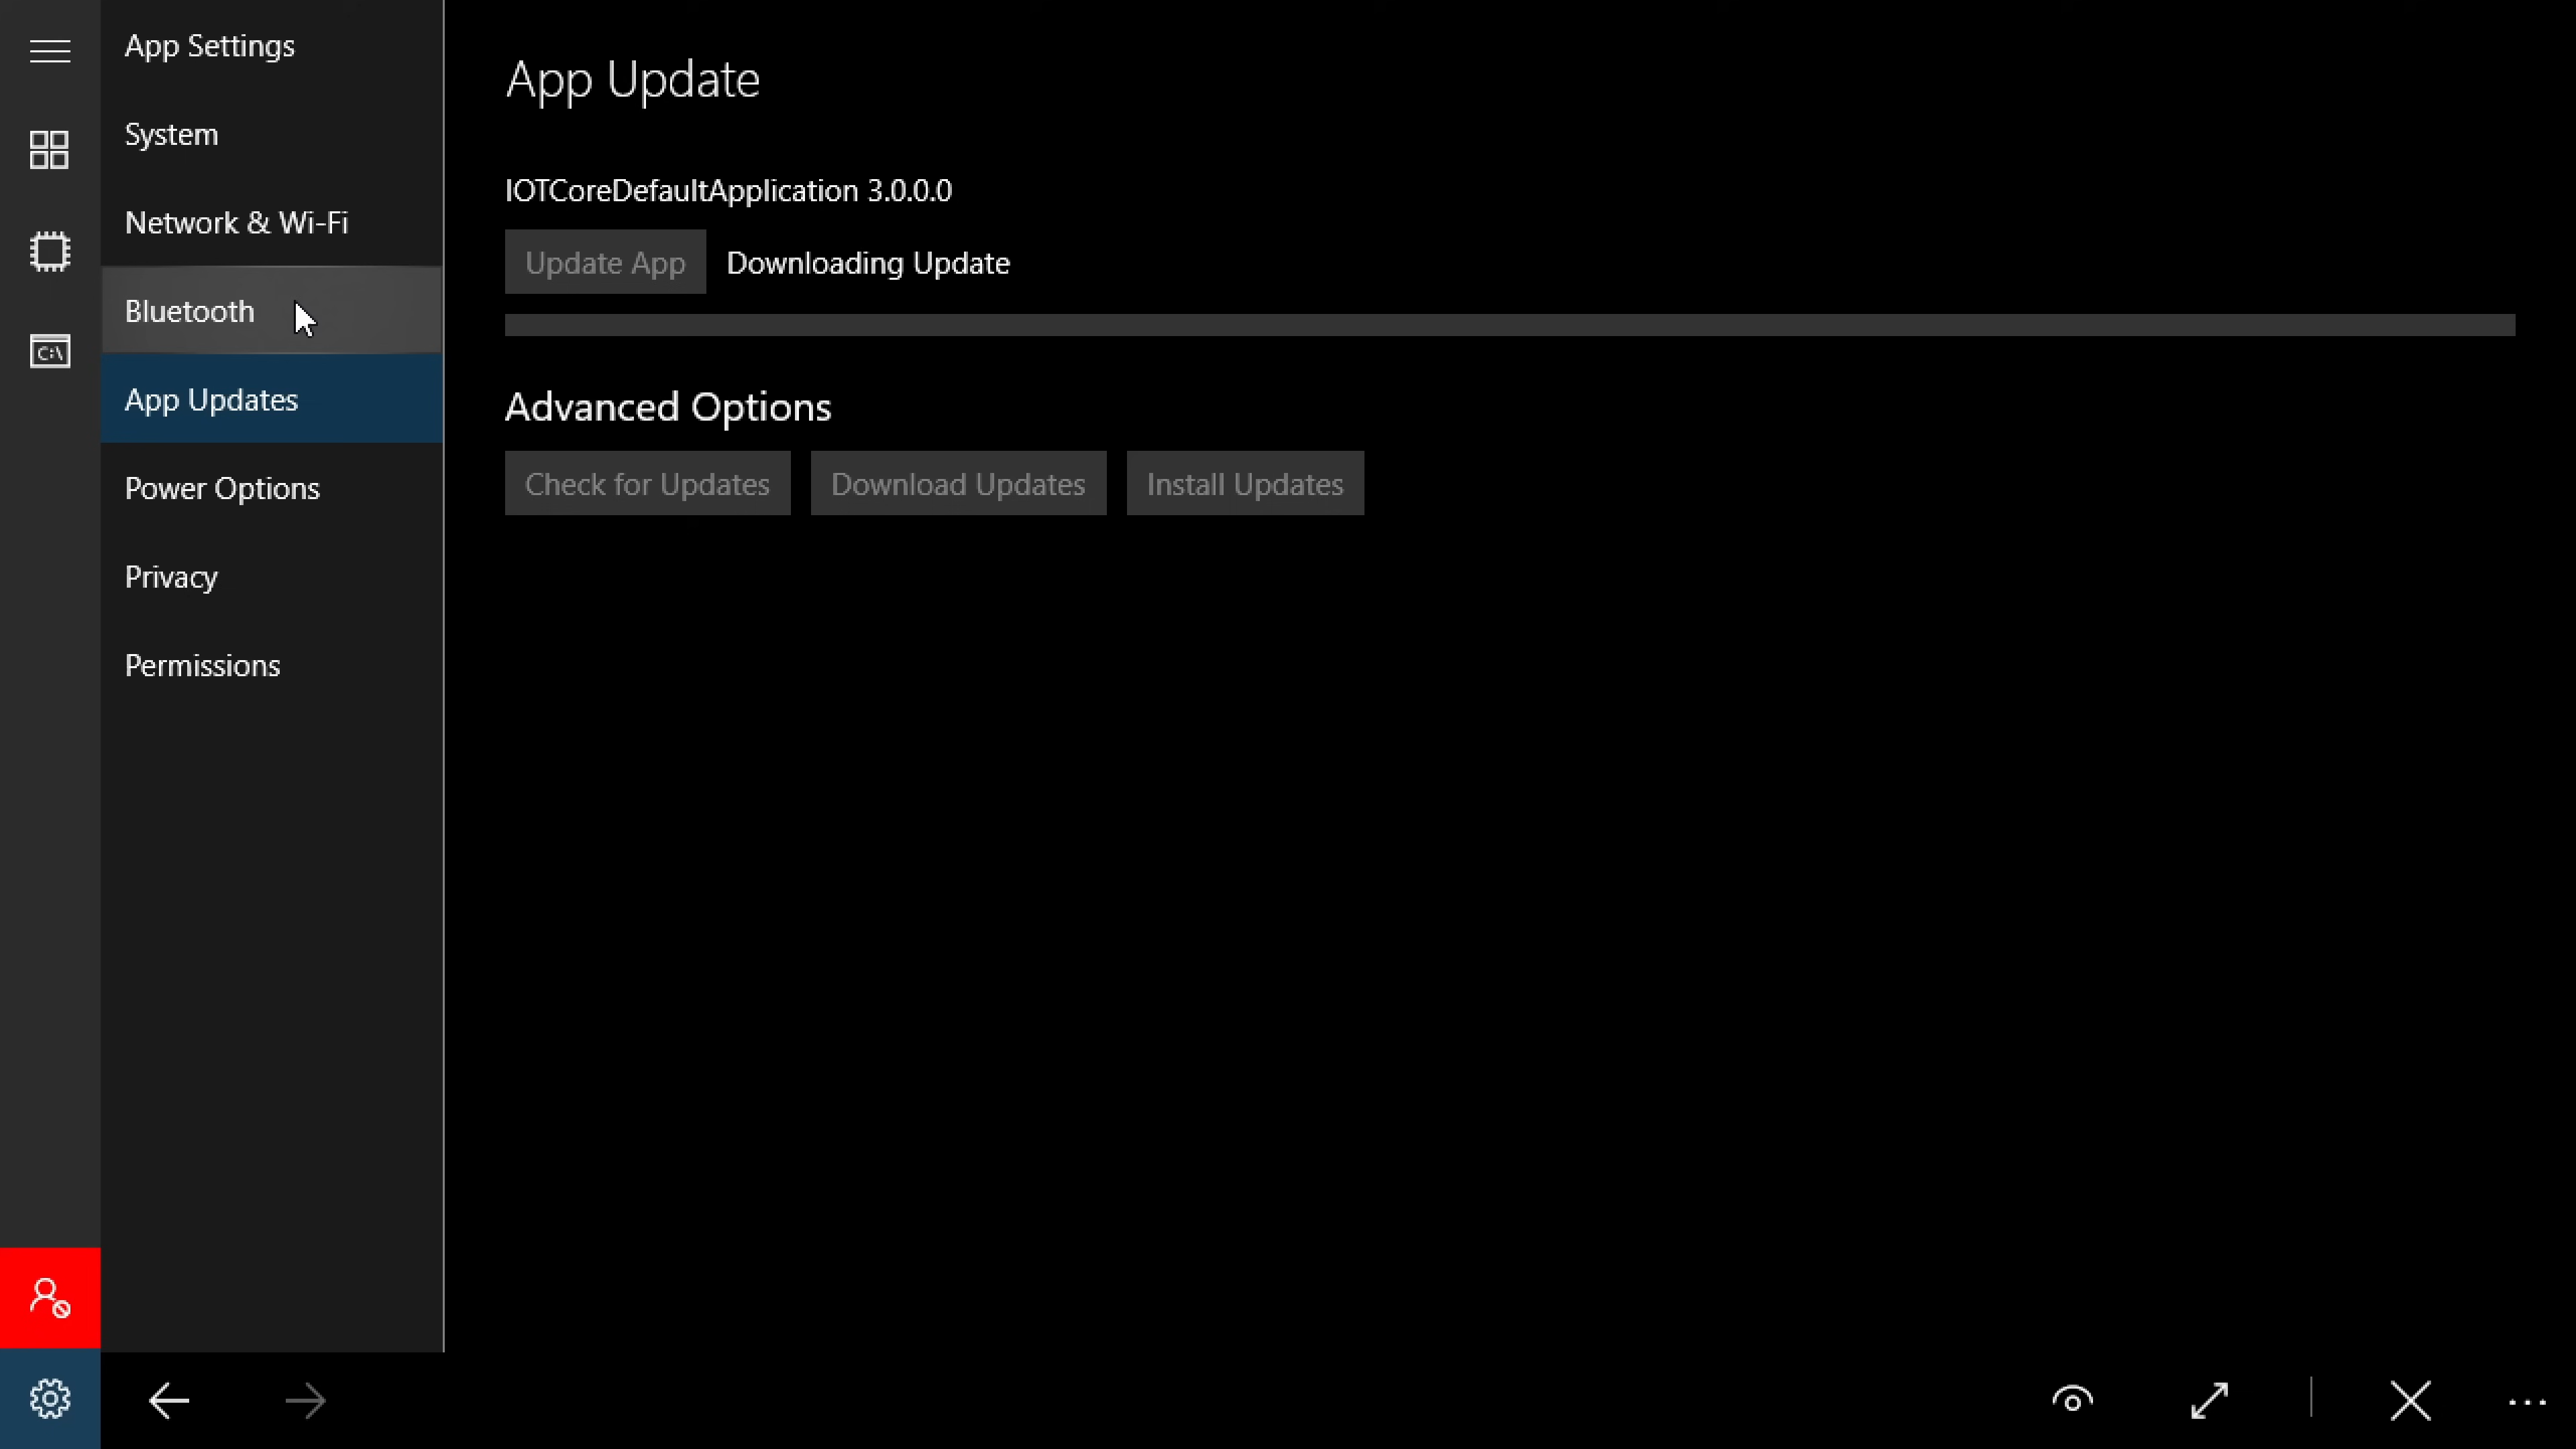 App Settings
System
Network & Wi-Fi
Bluetooth
App Updates
Power Options
Privacy
Permissions
C:\
App Update
IOTCoreDefaultApplication 3.0.0.0
Update App Downloading Update
Advanced Options
Check for Updates Download Updates Install Updates